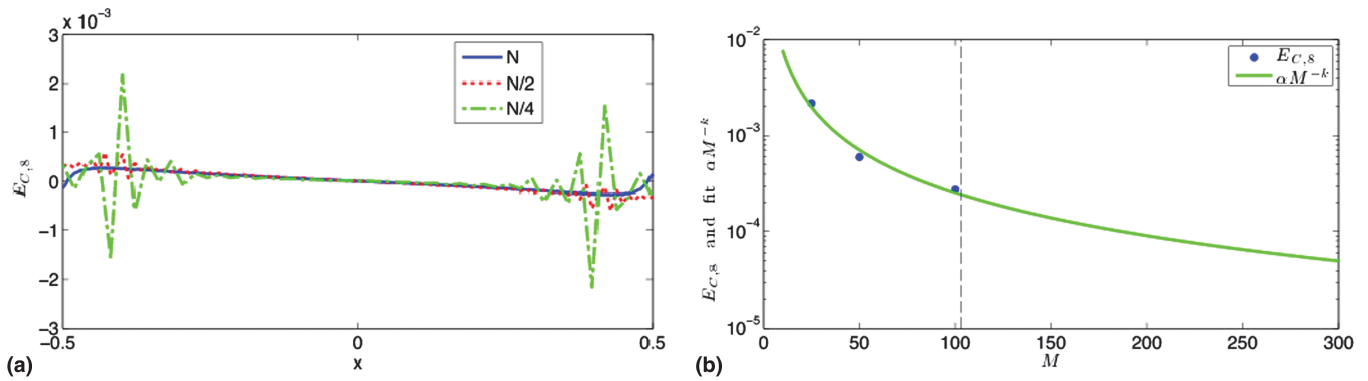 x 10⁻³
3
2
1
0
−1
−2
−3
−0.5
0
0.5
x
E_{C,8}
N
N/2
N/4
(a)
10⁻²
10⁻³
10⁻⁴
10⁻⁵
0
50
100
150
200
250
300
M
E_{C,8} and fit αM^{−k}
E_{C,8}
αM^{−k}
(b)